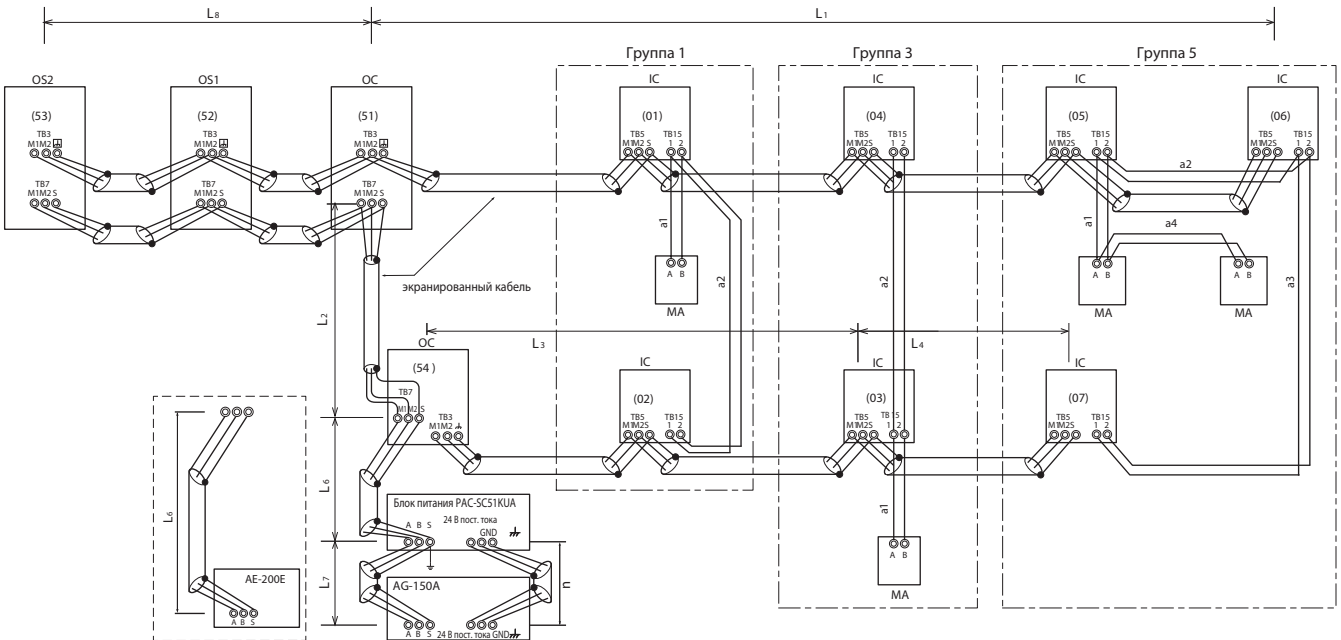 L8
L1
Группа 1
Группа 3
Группа 5
OS2
OS1
OC
IC
IC
IC
IC
(53)
(52)
(51)
(01)
(04)
(05)
(06)
TB3
M1M2
TB3
M1M2
TB3
M1M2
TB5
M1M2S
TB15
1 2
TB5
M1M2S
TB15
1 2
TB5
M1M2S
TB15
1 2
TB5
M1M2S
TB15
1 2
a2
TB7
M1M2 S
TB7
M1M2 S
TB7
M1M2 S
a1
a2
a2
a1
a4
a3
A B
MA
A B
MA
A B
MA
экранированный кабель
L2
L3
L4
OC
(54 )
TB7
M1M2 S
TB3
M1M2
IC
(02)
TB5
M1M2S
TB15
1 2
IC
(03)
TB5
M1M2S
TB15
1 2
IC
(07)
TB5
M1M2S
TB15
1 2
L6
L6
a1
Блок питания PAC-SC51KUA
24 В пост. тока
A B S
GND
A B
MA
L7
n
AE-200E
A B S
AG-150A
A B S
24 В пост. тока GND